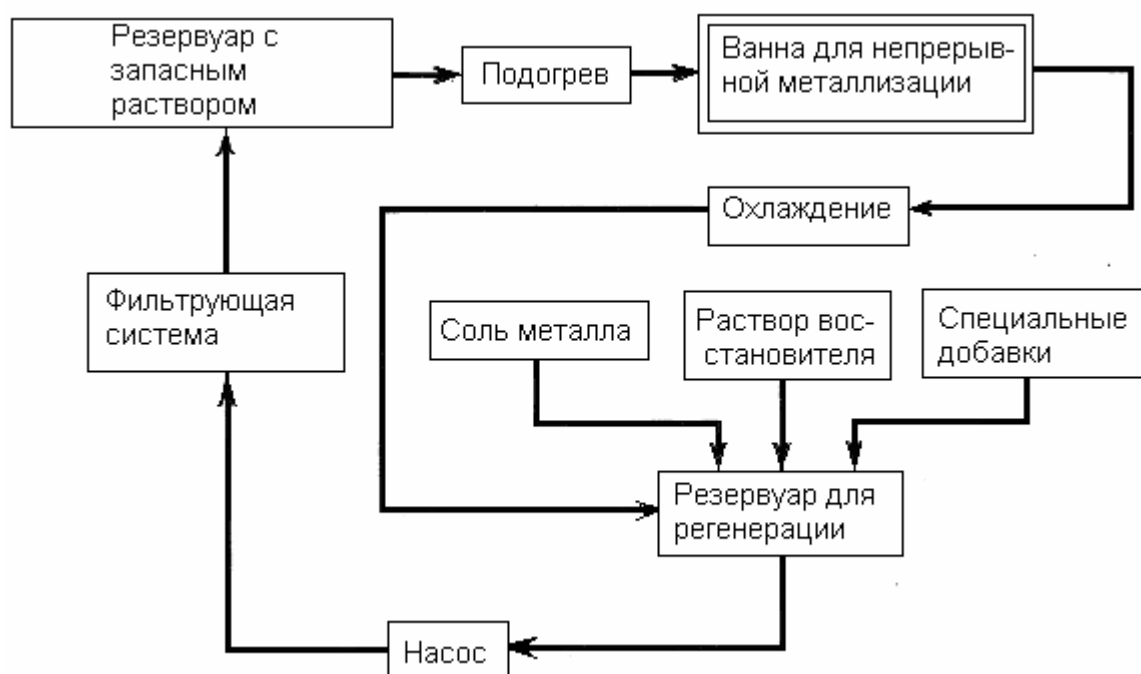 Резервуар с
запасным
раствором
Подогрев
Ванна для непрерыв-
ной металлизации
Охлаждение
Фильтрующая
система
Соль металла
Раствор вос-
становителя
Специальные
добавки
Резервуар для
регенерации
Насос